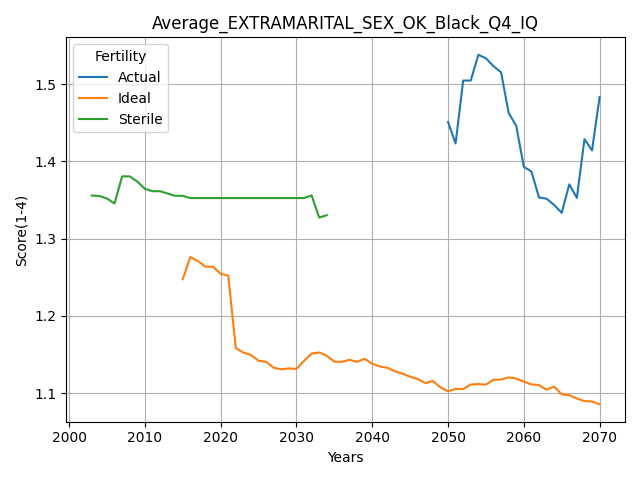 Average_EXTRAMARITAL_SEX_OK_Black_Q4_IQ
Fertility
Actual
Ideal
Sterile
Score(1-4)
1.5
1.4
1.3
1.2
1.1
2000 2010 2020 2030 2040 2050 2060 2070
Years